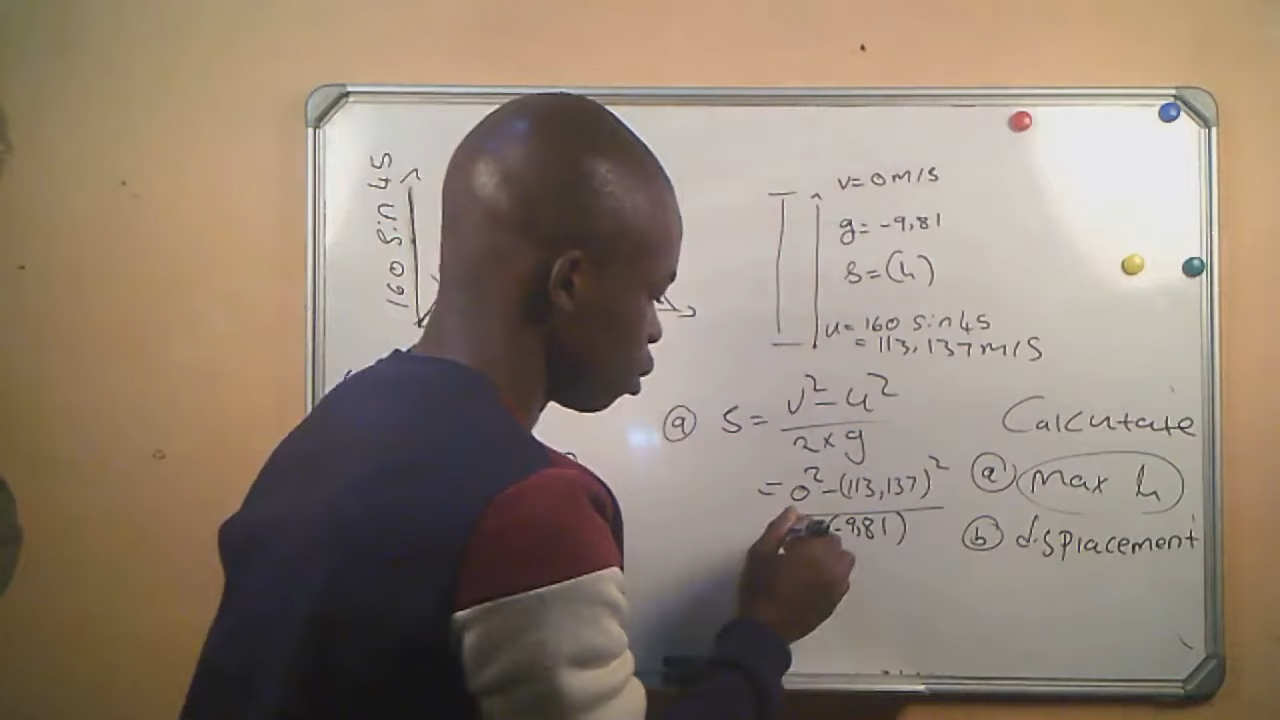 160 sin 45
v= 0 m/s
g= -9,81
s=(h)
u= 160 sin 45
= 113,137 m/s
ⓐ s= v²-u²
2 x g
= 0²-(113,137)²
(-9,81)
Calculate
ⓐ max h
ⓑ displacement